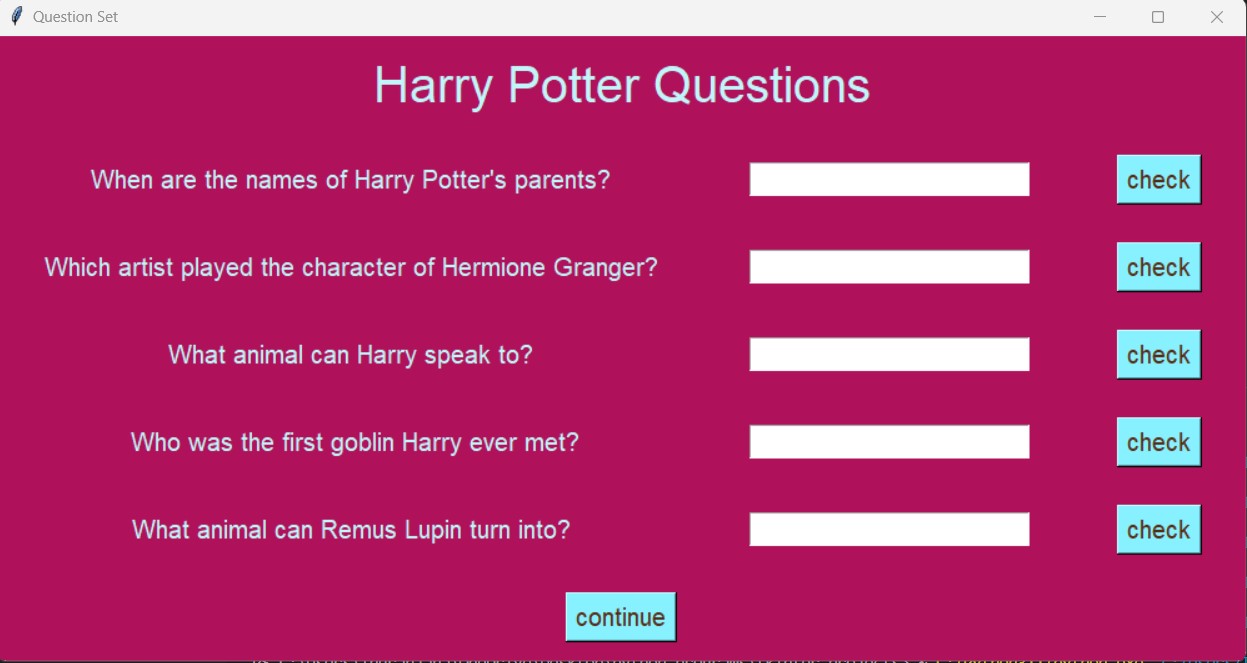 Question Set
Harry Potter Questions
When are the names of Harry Potter's parents? check
Which artist played the character of Hermione Granger? check
What animal can Harry speak to? check
Who was the first goblin Harry ever met? check
What animal can Remus Lupin turn into? check
continue